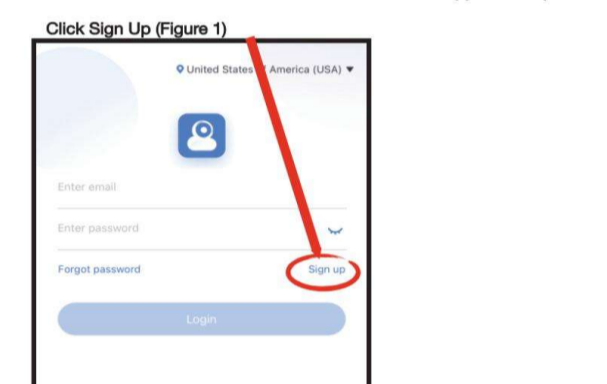 Click Sign Up (Figure 1)
United States America (USA)
Enter email
Enter password
Forgot password
Sign up
Login